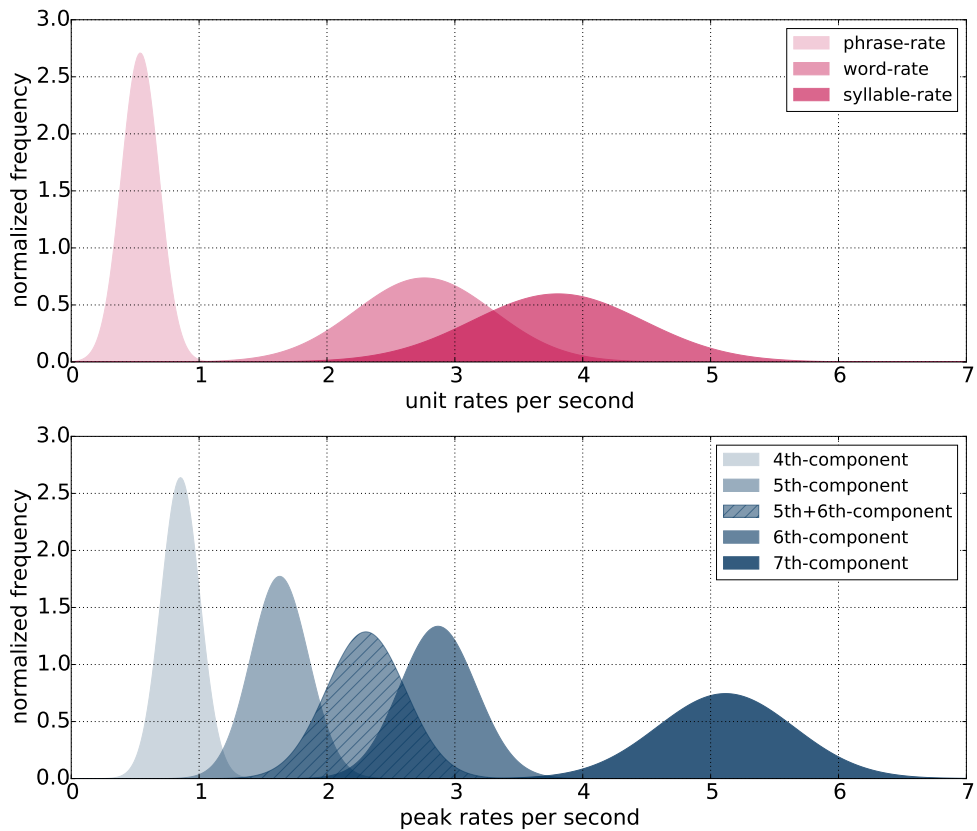 3.0
2.5
2.0
1.5
1.0
0.5
0.0
normalized frequency
phrase-rate
word-rate
syllable-rate
0 1 2 3 4 5 6 7
unit rates per second
3.0
2.5
2.0
1.5
1.0
0.5
0.0
normalized frequency
4th-component
5th-component
5th+6th-component
6th-component
7th-component
0 1 2 3 4 5 6 7
peak rates per second